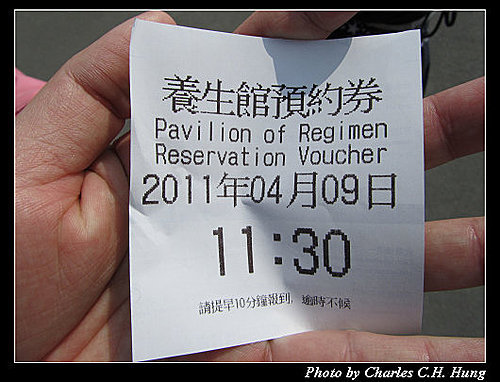 養生館預約券
Pavilion of Regimen
Reservation Voucher
2011年04月09日
11:30
請提早10分鐘報到，逾時不候
Photo by Charles C.H. Hung